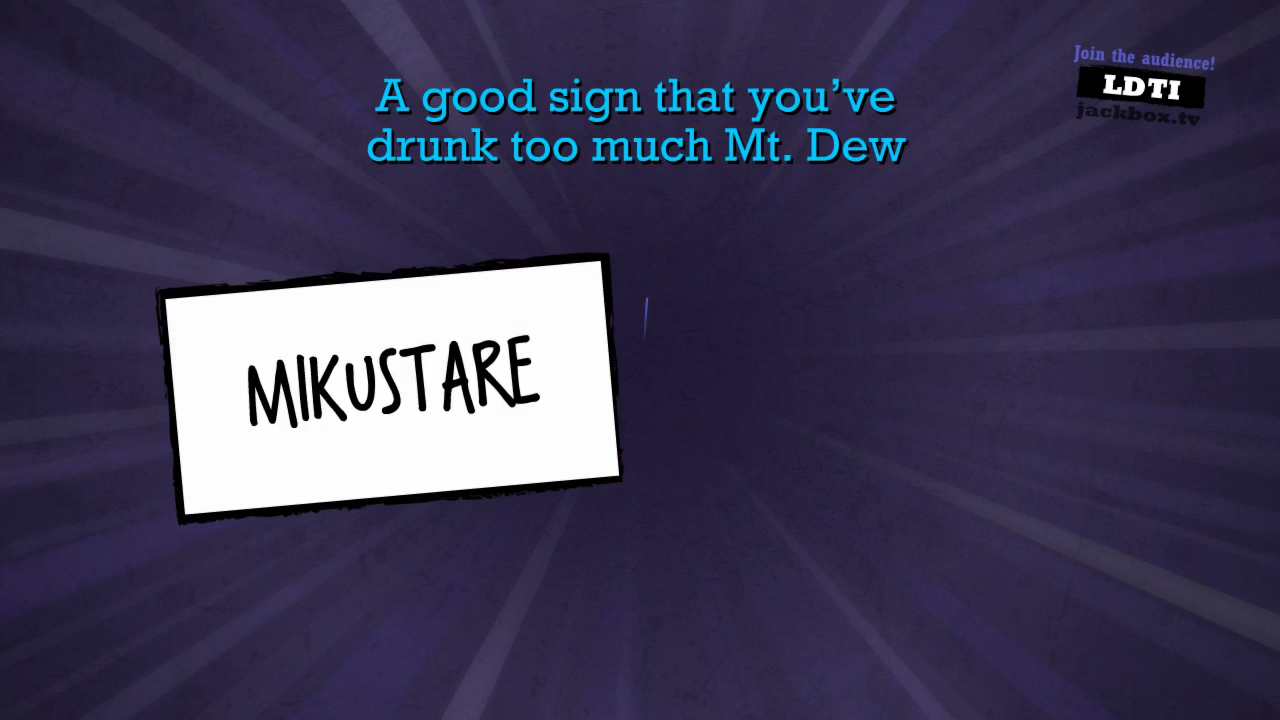 Join the audience!
LDTI
jackbox.tv
A good sign that you’ve
drunk too much Mt. Dew
MIKUSTARE